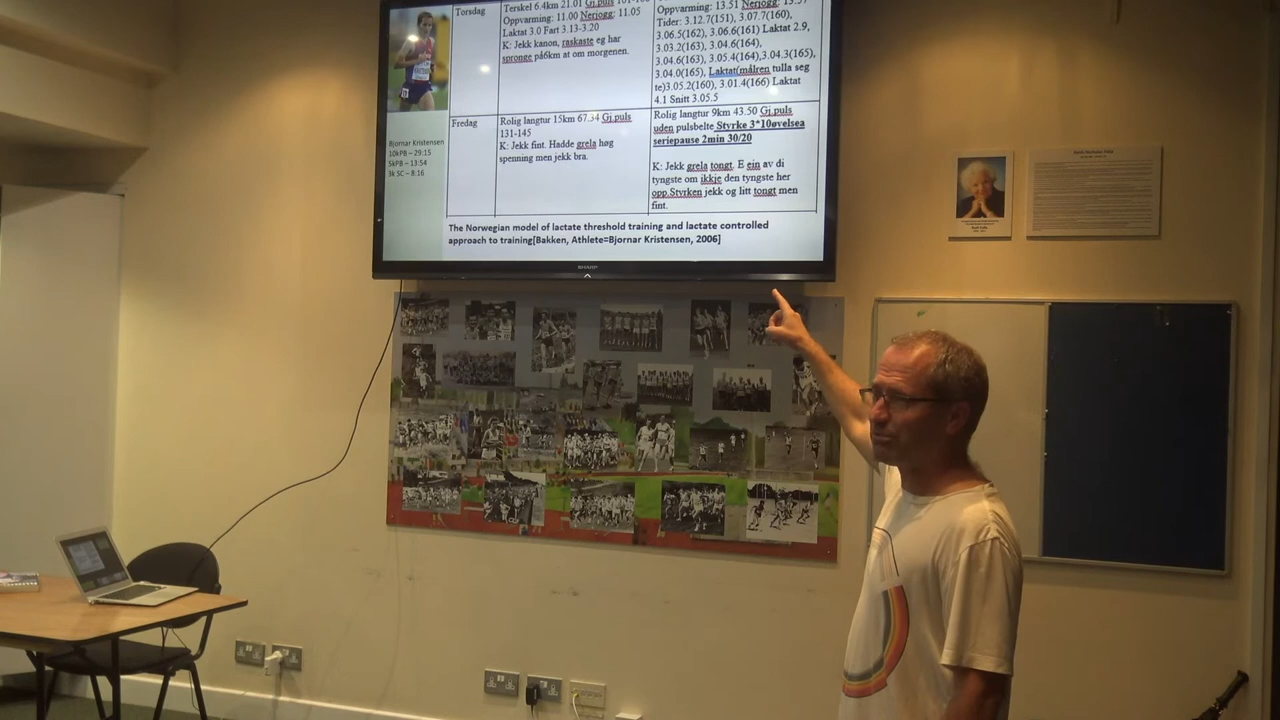 Torsdag
Terskel 6.4km 21.01 Gj.puls
Oppvarming: 11.00 Nerjogg: 11.05
Laktat 3.0 Fart 3.13-3.20
K: Jekk kanon, raskaste eg har
spronge på6km at om morgenen.
Oppvarming: 13.51 Nerjogg:
Tider: 3.12.7(151), 3.07.7(160),
3.06.5(162), 3.06.6(161) Laktat 2.9,
3.03.2(163), 3.04.6(163),
3.04.6(163), 3.05.4(164),3.04.3(165),
3.04.0(165), Laktat(målren tulla seg
te)3.05.2(160), 3.01.4(166) Laktat
4.1 Snitt 3.05.5
Fredag
Rolig langtur 15km 67.34 Gj.puls
131-145
K: Jekk fint. Hadde grela høg
spenning men jekk bra.
Rolig langtur 9km 43.50 Gj.puls
uden pulsbelte Styrke 3*10øvelsea
seriepause 2min 30/20
K: Jekk grela tongt. E ein av di
tyngste om ikkje den tyngste her
opp.Styrken jekk og litt tongt men
fint.
Bjornar Kristensen
10kPB – 29:15
5kPB – 13:54
3k SC – 8:16
The Norwegian model of lactate threshold training and lactate controlled
approach to training[Bakken, Athlete=Bjornar Kristensen, 2006]
SHARP